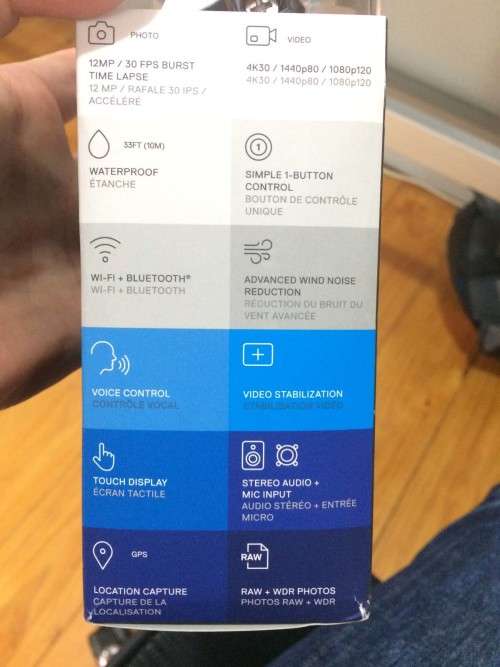 PHOTO
12MP / 30 FPS BURST
TIME LAPSE
12 MP / RAFALE 30 IPS /
ACCÉLÉRÉ
VIDEO
4K30 / 1440p80 / 1080p120
4K30 / 1440p80 / 1080p120
33FT (10M)
WATERPROOF
ÉTANCHE
1
SIMPLE 1-BUTTON
CONTROL
BOUTON DE CONTRÔLE
UNIQUE
WI-FI + BLUETOOTH®
WI-FI + BLUETOOTH
ADVANCED WIND NOISE
REDUCTION
RÉDUCTION DU BRUIT DU
VENT AVANCÉE
VOICE CONTROL
CONTRÔLE VOCAL
VIDEO STABILIZATION
STABILISATION VIDÉO
TOUCH DISPLAY
ÉCRAN TACTILE
STEREO AUDIO +
MIC INPUT
AUDIO STÉRÉO + ENTRÉE
MICRO
GPS
LOCATION CAPTURE
CAPTURE DE LA
LOCALISATION
RAW
RAW + WDR PHOTOS
PHOTOS RAW + WDR